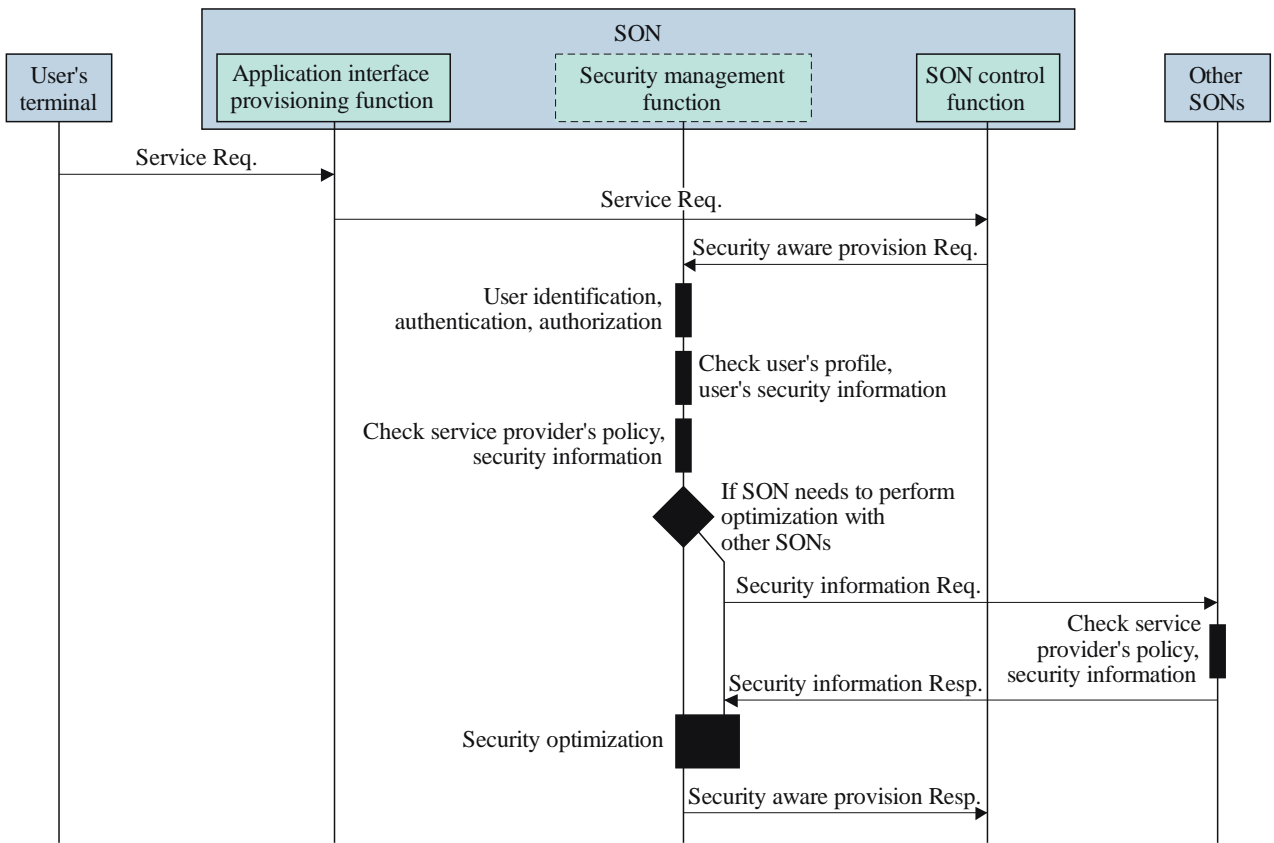 SON
User's
terminal
Application interface
provisioning function
Security management
function
SON control
function
Other
SONs
Service Req.
Service Req.
Security aware provision Req.
User identification,
authentication, authorization
Check user's profile,
user's security information
Check service provider's policy,
security information
If SON needs to perform
optimization with
other SONs
Security information Req.
Check service
provider's policy,
security information
Security information Resp.
Security optimization
Security aware provision Resp.